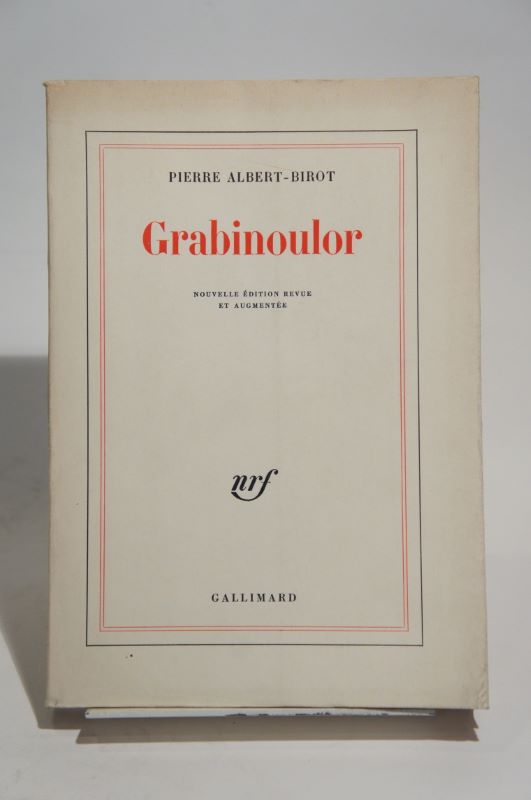 PIERRE ALBERT-BIROT
Grabinoulor
NOUVELLE ÉDITION REVUE
ET AUGMENTÉE
nrf
GALLIMARD